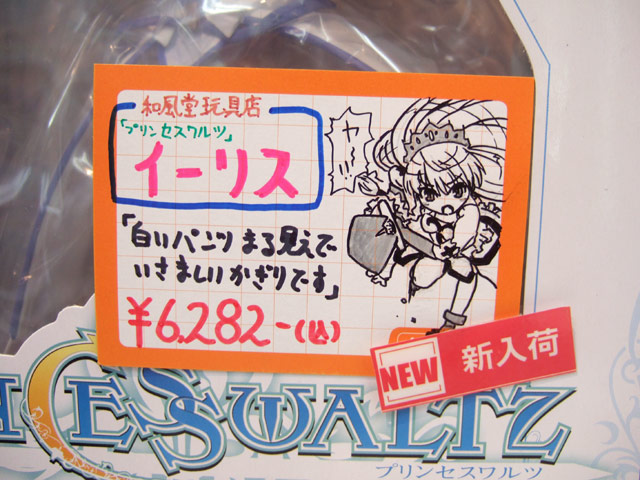 和風堂玩具店
「プリンセスワルツ」
イーリス
ヤー!!
「白いパンツ まる見えで
いさましいかぎりです」
¥6,282-(込)
NEW 新入荷
CESSWALTZ
プリンセスワルツ